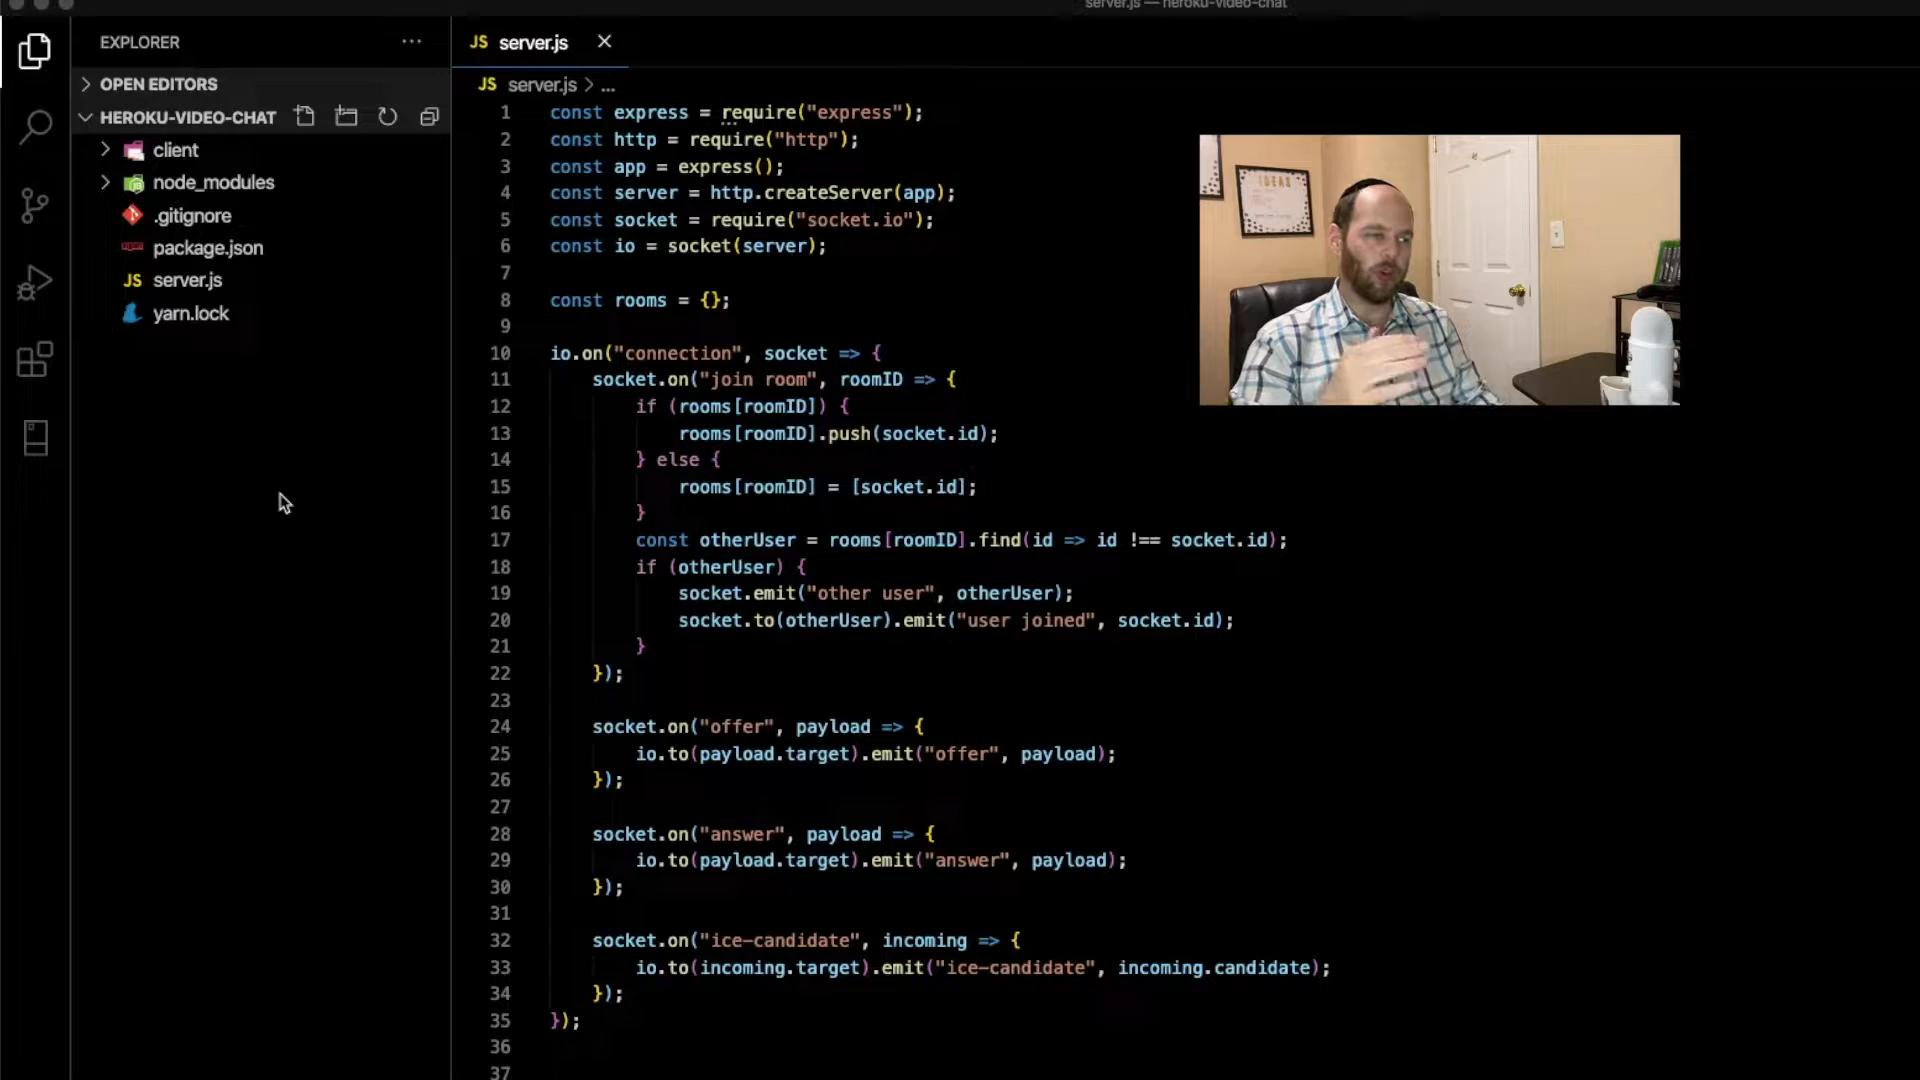 server.js — heroku-video-chat
EXPLORER
OPEN EDITORS
HEROKU-VIDEO-CHAT
client
node_modules
.gitignore
package.json
JS server.js
yarn.lock
JS server.js
JS server.js > ...
1 const express = require("express");
2 const http = require("http");
3 const app = express();
4 const server = http.createServer(app);
5 const socket = require("socket.io");
6 const io = socket(server);
7
8 const rooms = {};
9
10 io.on("connection", socket => {
11 socket.on("join room", roomID => {
12 if (rooms[roomID]) {
13 rooms[roomID].push(socket.id);
14 } else {
15 rooms[roomID] = [socket.id];
16 }
17 const otherUser = rooms[roomID].find(id => id !== socket.id);
18 if (otherUser) {
19 socket.emit("other user", otherUser);
20 socket.to(otherUser).emit("user joined", socket.id);
21 }
22 });
23
24 socket.on("offer", payload => {
25 io.to(payload.target).emit("offer", payload);
26 });
27
28 socket.on("answer", payload => {
29 io.to(payload.target).emit("answer", payload);
30 });
31
32 socket.on("ice-candidate", incoming => {
33 io.to(incoming.target).emit("ice-candidate", incoming.candidate);
34 });
35 });
36
37
IDEAS